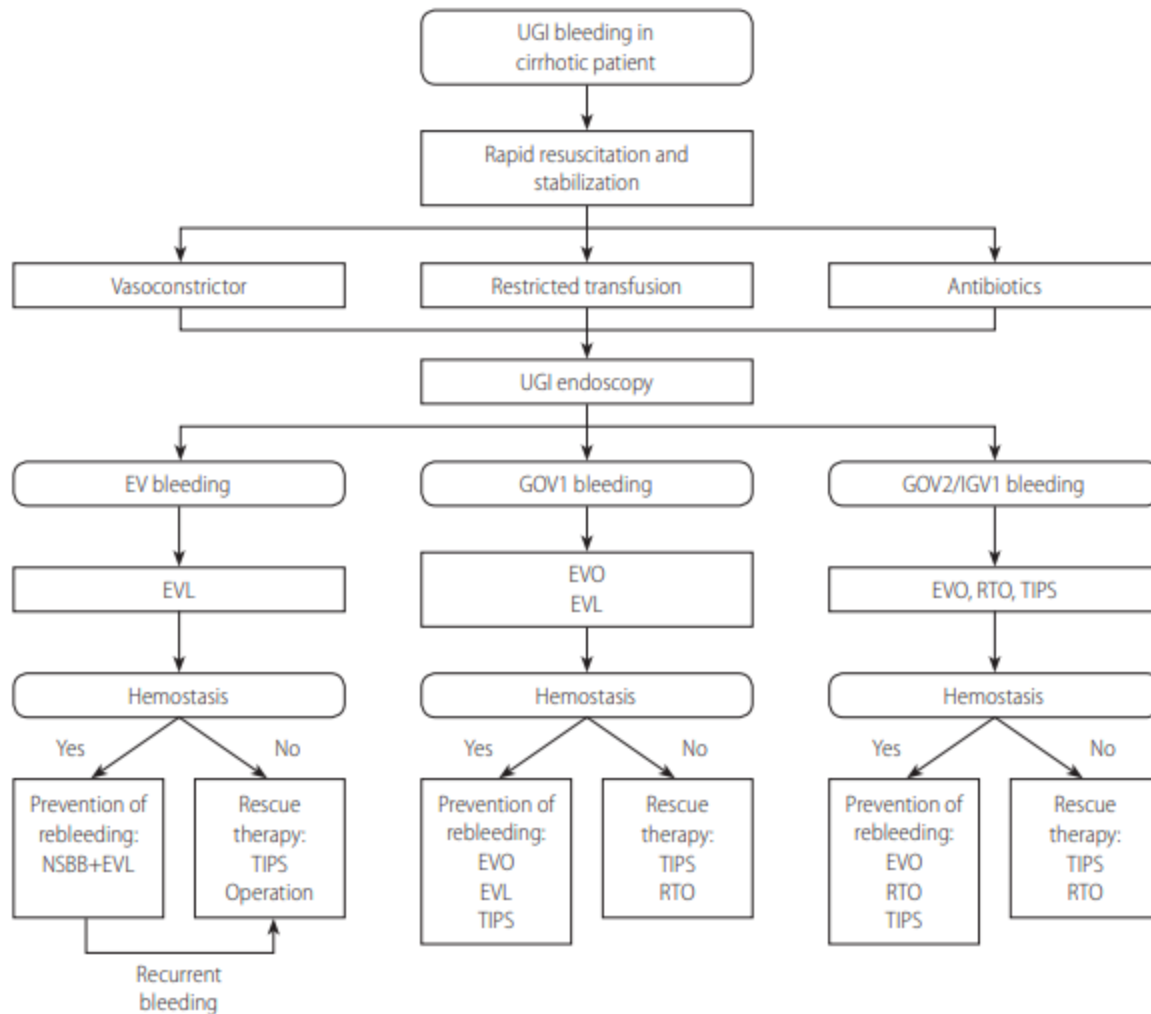 UGI bleeding in
cirrhotic patient
Rapid resuscitation and
stabilization
Vasoconstrictor
Restricted transfusion
Antibiotics
UGI endoscopy
EV bleeding
GOV1 bleeding
GOV2/IGV1 bleeding
EVL
EVO
EVL
EVO, RTO, TIPS
Hemostasis
Hemostasis
Hemostasis
Yes
No
Yes
No
Yes
No
Prevention of
rebleeding:
NSBB+EVL
Rescue
therapy:
TIPS
Operation
Prevention of
rebleeding:
EVO
EVL
TIPS
Rescue
therapy:
TIPS
RTO
Prevention of
rebleeding:
EVO
RTO
TIPS
Rescue
therapy:
TIPS
RTO
Recurrent
bleeding